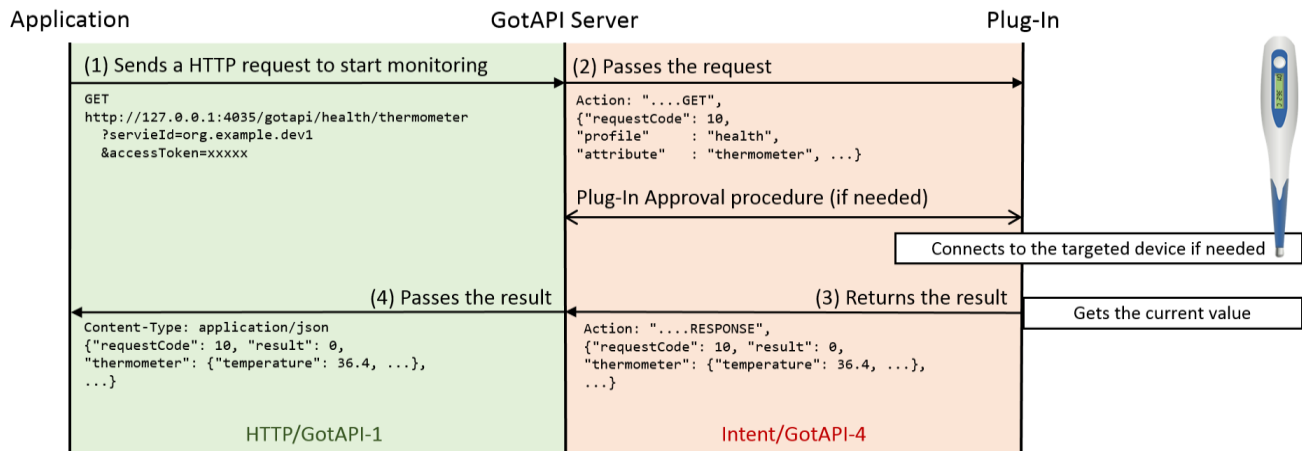 Application
GotAPI Server
Plug-In
(1) Sends a HTTP request to start monitoring
GET
http://127.0.0.1:4035/gotapi/health/thermometer
?servieId=org.example.dev1
&accessToken=xxxxx
(2) Passes the request
Action: "....GET",
{"requestCode": 10,
"profile"    : "health",
"attribute"   : "thermometer", ...}
Plug-In Approval procedure (if needed)
Connects to the targeted device if needed
(4) Passes the result
Content-Type: application/json
{"requestCode": 10, "result": 0,
"thermometer": {"temperature": 36.4, ...},
...}
(3) Returns the result
Action: "....RESPONSE",
{"requestCode": 10, "result": 0,
"thermometer": {"temperature": 36.4, ...},
...}
Gets the current value
HTTP/GotAPI-1
Intent/GotAPI-4